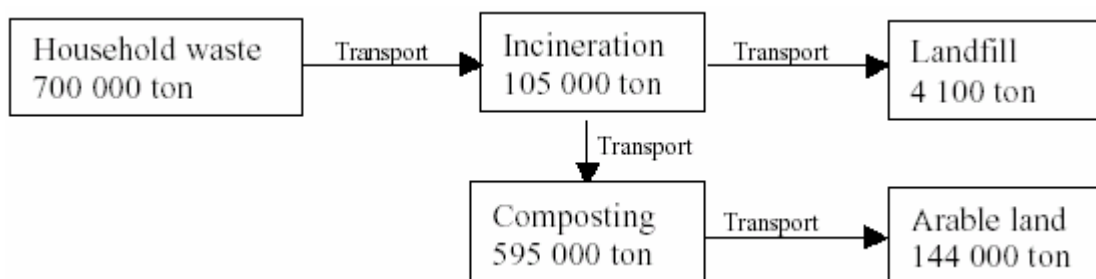 Household waste
700 000 ton
Transport
Incineration
105 000 ton
Transport
Landfill
4 100 ton
Transport
Composting
595 000 ton
Transport
Arable land
144 000 ton